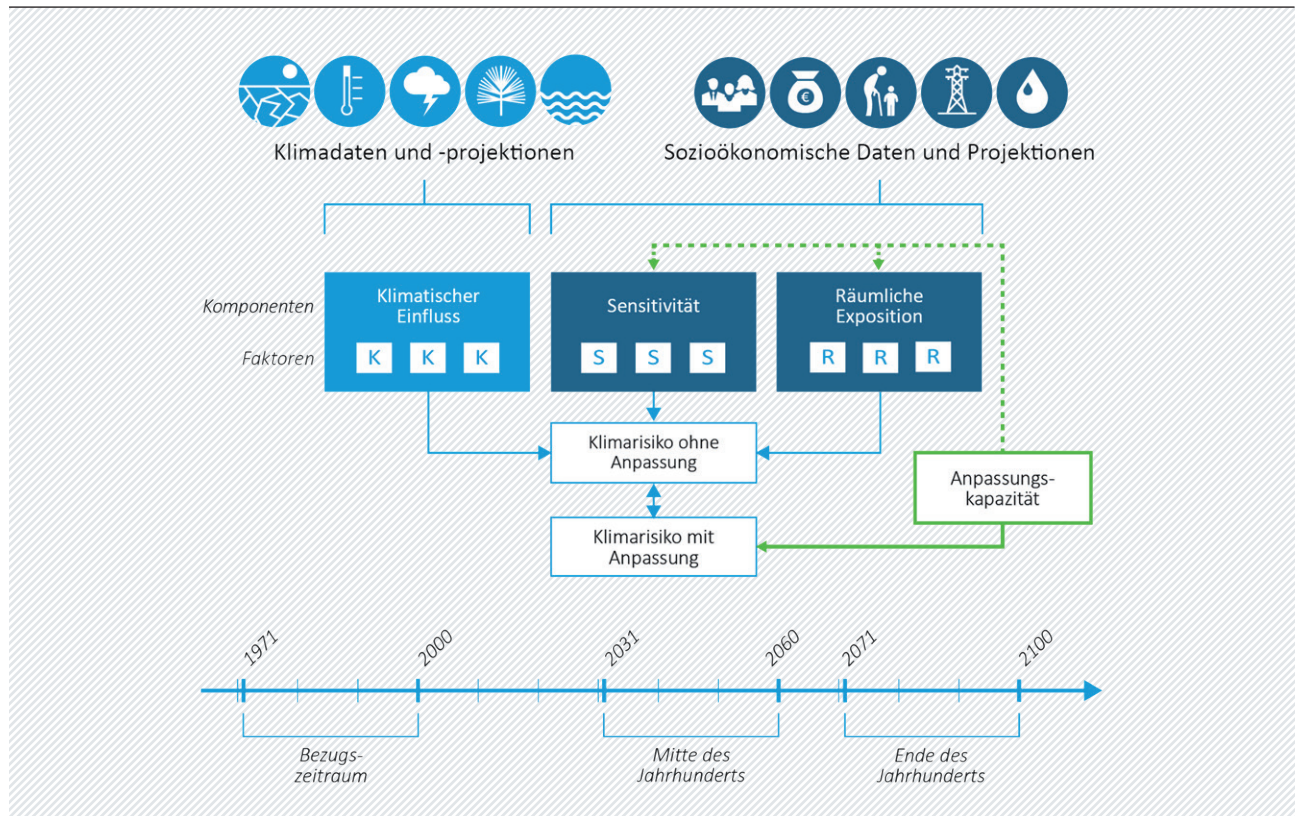 €
Klimadaten und -projektionen
Sozioökonomische Daten und Projektionen
Komponenten
Klimatischer
Einfluss
Sensitivität
Räumliche
Exposition
Faktoren
K K K
S S S
R R R
Klimarisiko ohne
Anpassung
Anpassungs-
kapazität
Klimarisiko mit
Anpassung
1971
2000
2031
2060
2071
2100
Bezugs-
zeitraum
Mitte des
Jahrhunderts
Ende des
Jahrhunderts